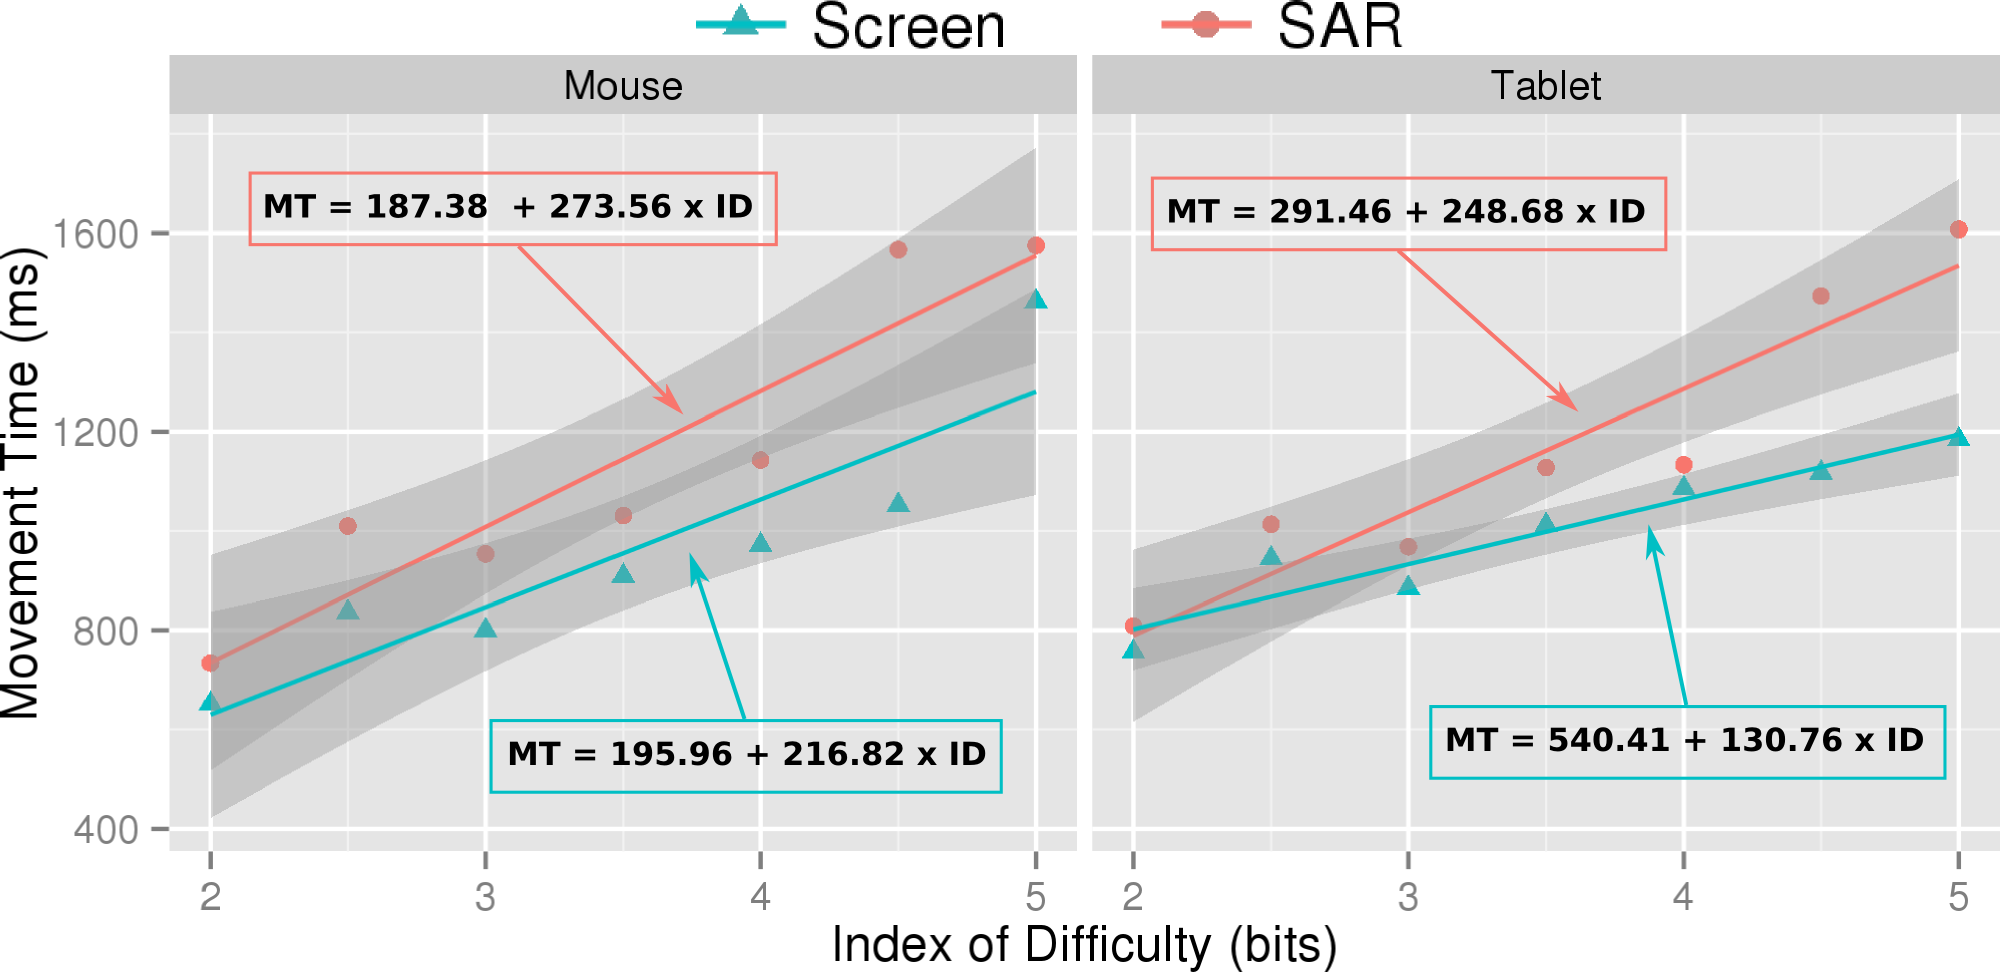 Screen SAR
Mouse Tablet
MT = 187.38 + 273.56 x ID
MT = 291.46 + 248.68 x ID
MT = 195.96 + 216.82 x ID
MT = 540.41 + 130.76 x ID
Movement Time (ms)
1600
1200
800
400
2 3 4 5 2 3 4 5
Index of Difficulty (bits)